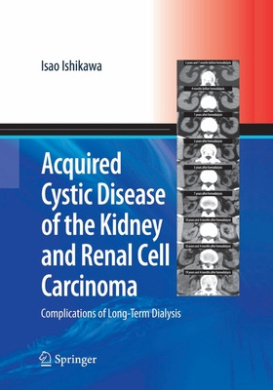 Isao Ishikawa
Acquired
Cystic Disease
of the Kidney
and Renal Cell
Carcinoma
Complications of Long-Term Dialysis
Springer